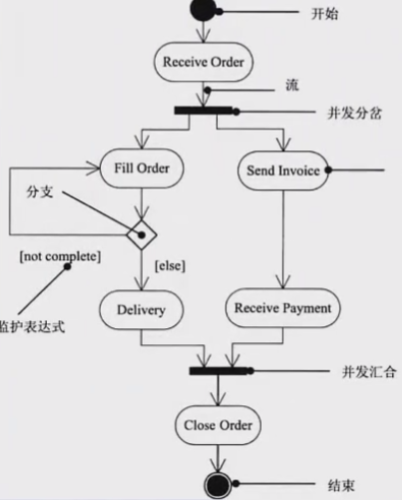 开始
Receive Order
流
并发分岔
Fill Order
Send Invoice
分支
[not complete]
[else]
Delivery
Receive Payment
监护表达式
并发汇合
Close Order
结束